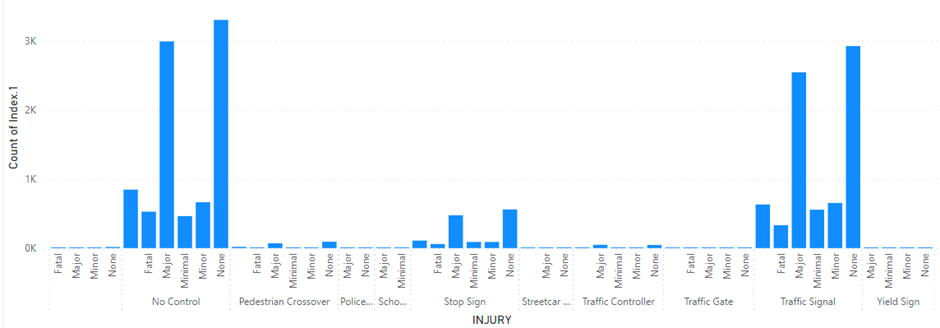 Count of Index.1
3K
2K
1K
0K
Fatal
Major
Minor
None
Fatal
Major
Minimal
Minor
None
Fatal
Major
Minimal
Minor
None
Major
None
Major
Minimal
Fatal
Major
Minimal
Minor
None
Major
None
Major
Minimal
Minor
None
Fatal
Major
Minor
None
Fatal
Major
Minimal
Minor
None
Major
Minimal
Minor
None
No Control
Pedestrian Crossover
Police...
Scho...
Stop Sign
Streetcar ...
Traffic Controller
Traffic Gate
Traffic Signal
Yield Sign
INJURY